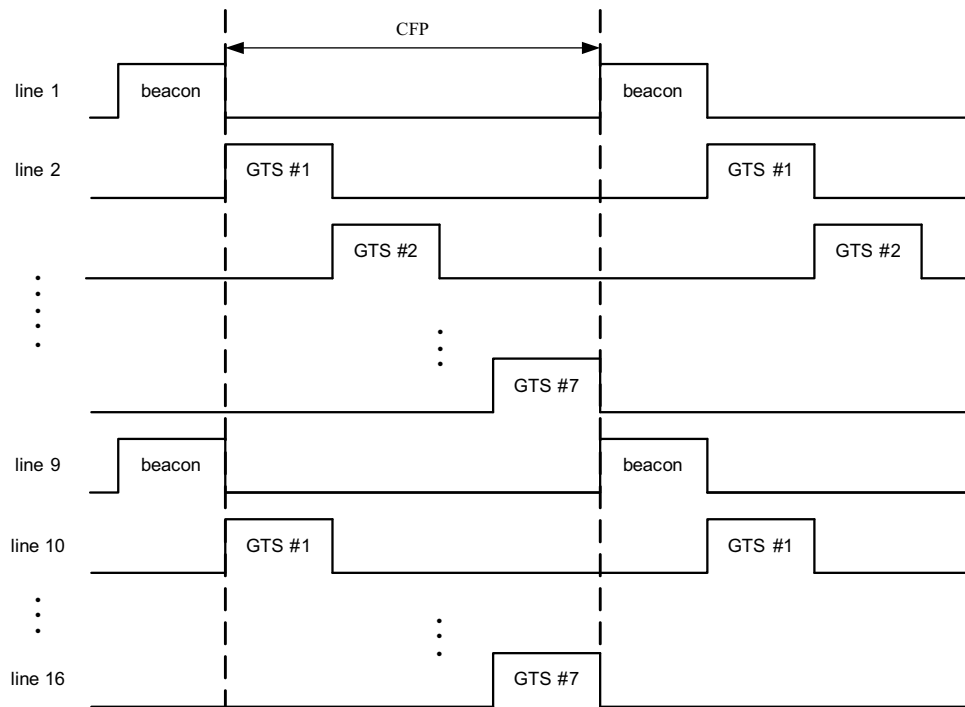 CFP
line 1 beacon beacon
line 2 GTS #1 GTS #1
GTS #2 GTS #2
GTS #7
line 9 beacon beacon
line 10 GTS #1 GTS #1
line 16 GTS #7